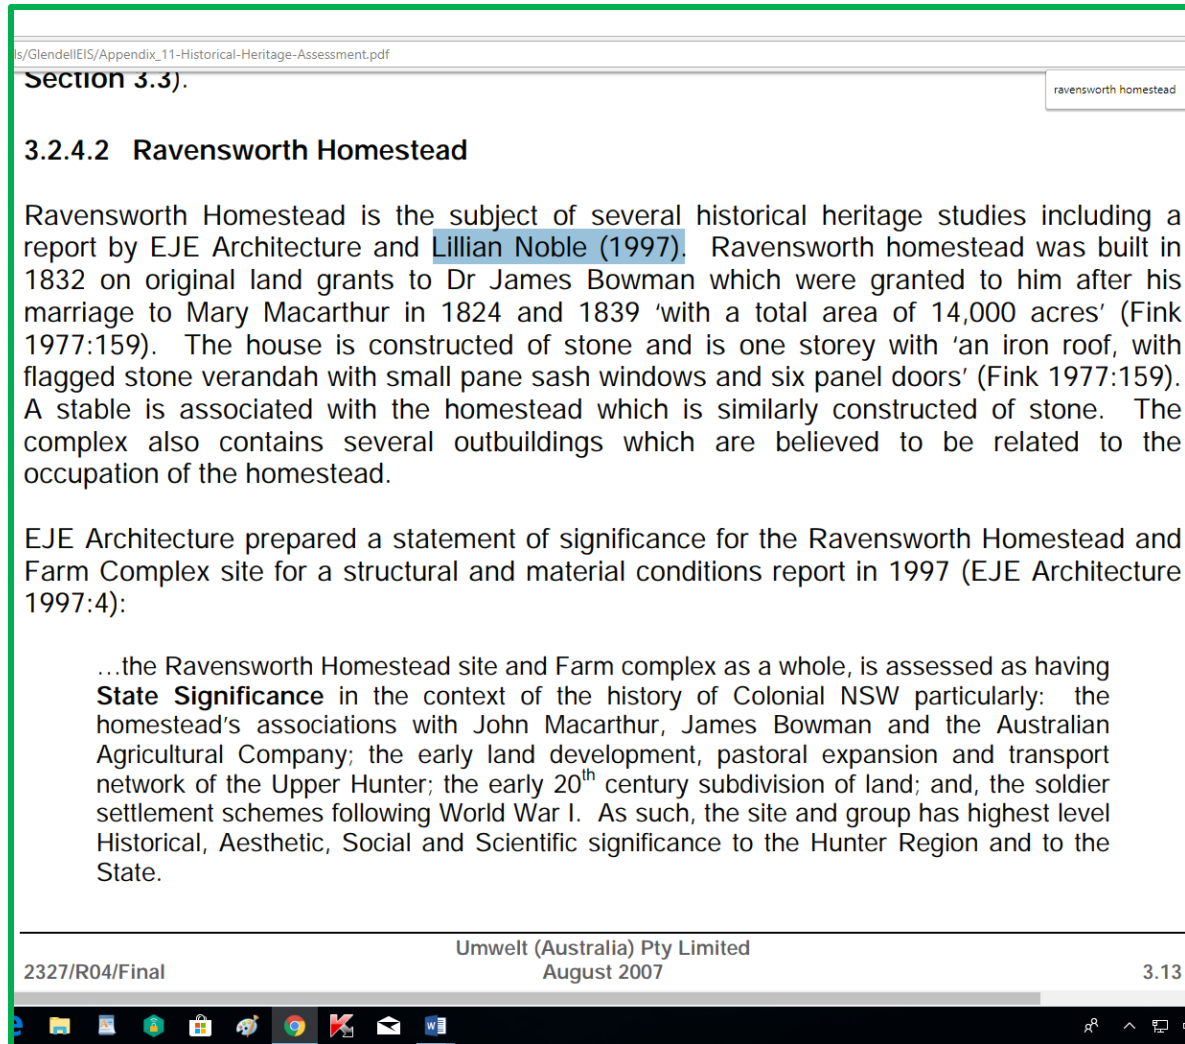 ls/GlendellEIS/Appendix_11-Historical-Heritage-Assessment.pdf
Section 3.3).
ravensworth homestead
3.2.4.2 Ravensworth Homestead
Ravensworth Homestead is the subject of several historical heritage studies including a
report by EJE Architecture and Lillian Noble (1997). Ravensworth homestead was built in
1832 on original land grants to Dr James Bowman which were granted to him after his
marriage to Mary Macarthur in 1824 and 1839 ‘with a total area of 14,000 acres’ (Fink
1977:159). The house is constructed of stone and is one storey with ‘an iron roof, with
flagged stone verandah with small pane sash windows and six panel doors’ (Fink 1977:159).
A stable is associated with the homestead which is similarly constructed of stone. The
complex also contains several outbuildings which are believed to be related to the
occupation of the homestead.
EJE Architecture prepared a statement of significance for the Ravensworth Homestead and
Farm Complex site for a structural and material conditions report in 1997 (EJE Architecture
1997:4):
…the Ravensworth Homestead site and Farm complex as a whole, is assessed as having
State Significance in the context of the history of Colonial NSW particularly: the
homestead’s associations with John Macarthur, James Bowman and the Australian
Agricultural Company; the early land development, pastoral expansion and transport
network of the Upper Hunter; the early 20th century subdivision of land; and, the soldier
settlement schemes following World War I. As such, the site and group has highest level
Historical, Aesthetic, Social and Scientific significance to the Hunter Region and to the
State.
Umwelt (Australia) Pty Limited
2327/R04/Final August 2007 3.13